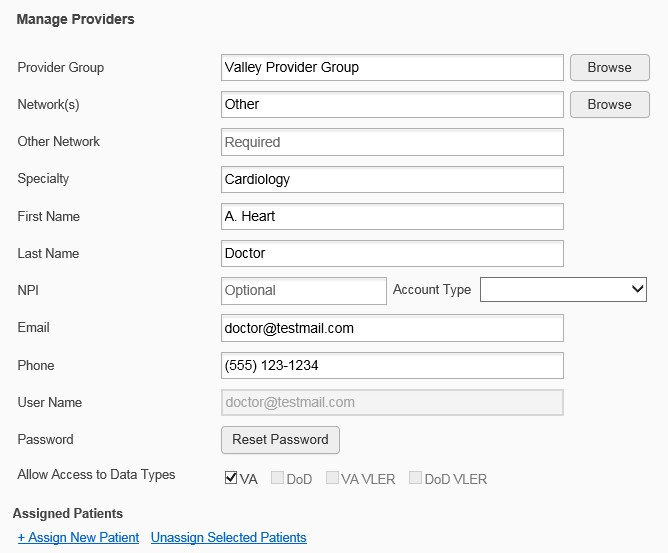 Manage Providers
Provider Group Valley Provider Group Browse
Network(s) Other Browse
Other Network Required
Specialty Cardiology
First Name A. Heart
Last Name Doctor
NPI Optional Account Type
Email doctor@testmail.com
Phone (555) 123-1234
User Name doctor@testmail.com
Password Reset Password
Allow Access to Data Types VA DoD VA VLER DoD VLER
Assigned Patients
+ Assign New Patient Unassign Selected Patients